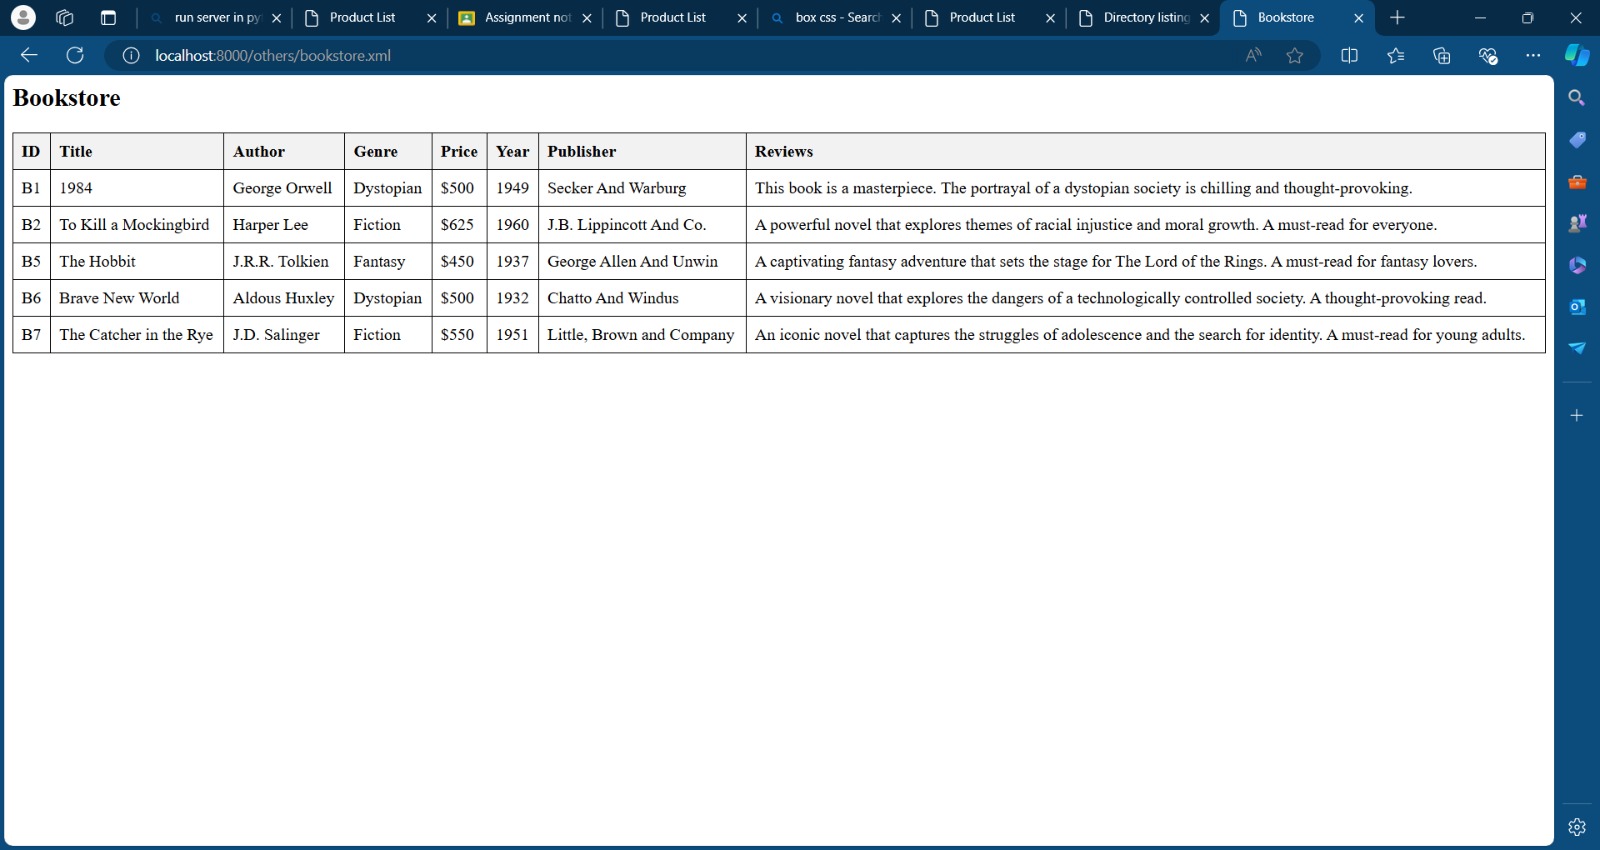 run server in py
Product List
Assignment not
Product List
box css - Search
Product List
Directory listing
Bookstore
localhost:8000/others/bookstore.xml
Bookstore
ID Title Author Genre Price Year Publisher Reviews
B1 1984 George Orwell Dystopian $500 1949 Secker And Warburg This book is a masterpiece. The portrayal of a dystopian society is chilling and thought-provoking.
B2 To Kill a Mockingbird Harper Lee Fiction $625 1960 J.B. Lippincott And Co. A powerful novel that explores themes of racial injustice and moral growth. A must-read for everyone.
B5 The Hobbit J.R.R. Tolkien Fantasy $450 1937 George Allen And Unwin A captivating fantasy adventure that sets the stage for The Lord of the Rings. A must-read for fantasy lovers.
B6 Brave New World Aldous Huxley Dystopian $500 1932 Chatto And Windus A visionary novel that explores the dangers of a technologically controlled society. A thought-provoking read.
B7 The Catcher in the Rye J.D. Salinger Fiction $550 1951 Little, Brown and Company An iconic novel that captures the struggles of adolescence and the search for identity. A must-read for young adults.